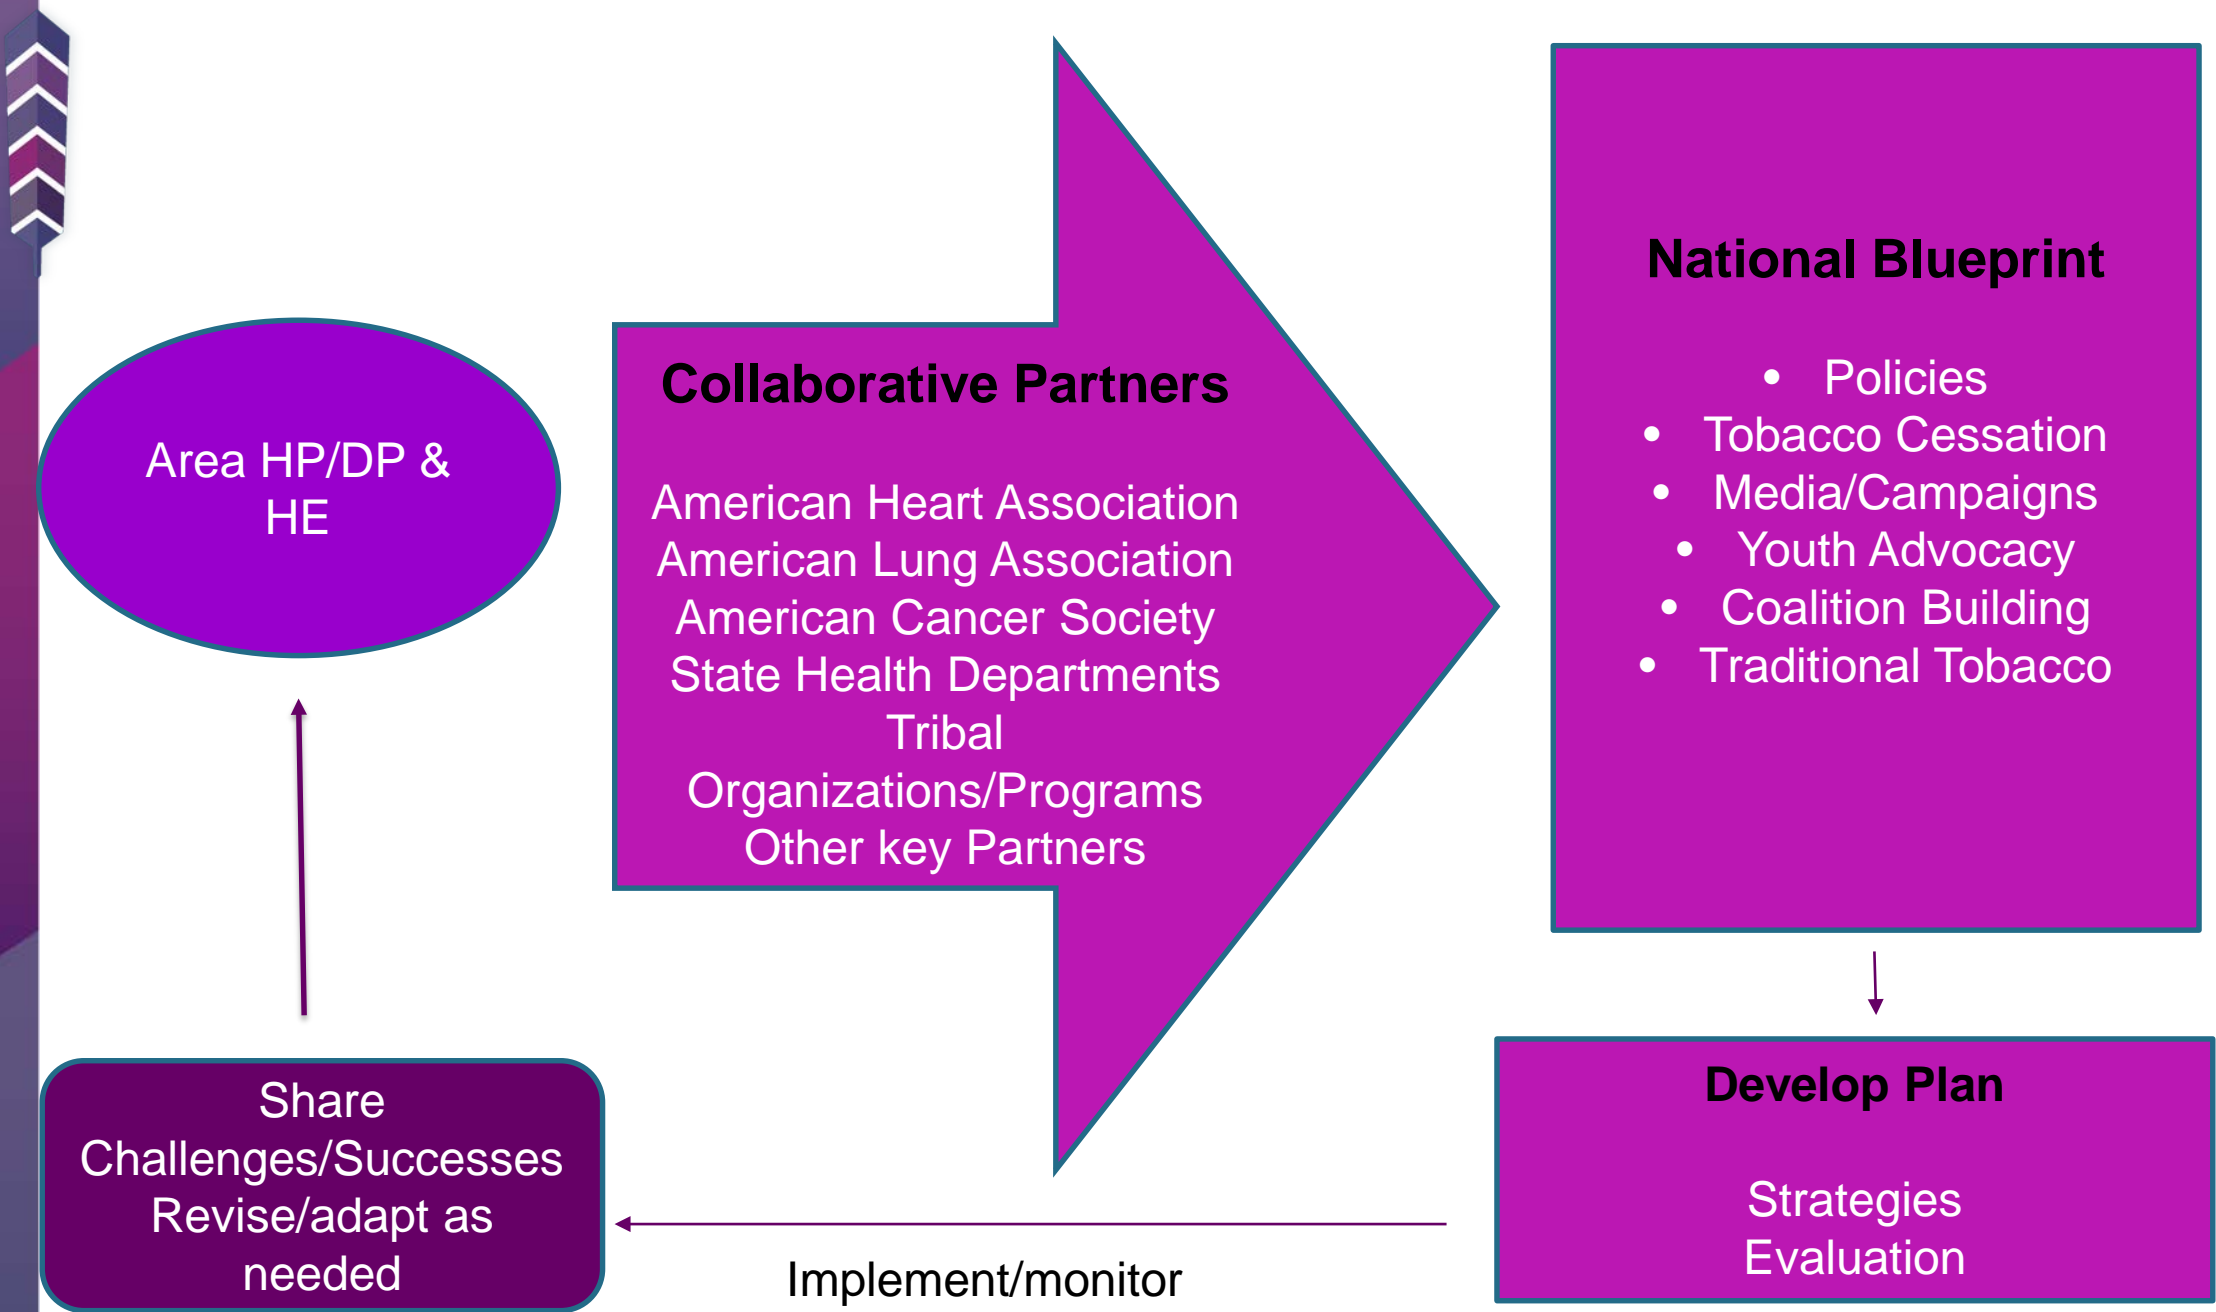 Area HP/DP &
HE
Collaborative Partners
American Heart Association
American Lung Association
American Cancer Society
State Health Departments
Tribal
Organizations/Programs
Other key Partners
National Blueprint
• Policies
• Tobacco Cessation
• Media/Campaigns
• Youth Advocacy
• Coalition Building
• Traditional Tobacco
Develop Plan
Strategies
Evaluation
Implement/monitor
Share
Challenges/Successes
Revise/adapt as
needed